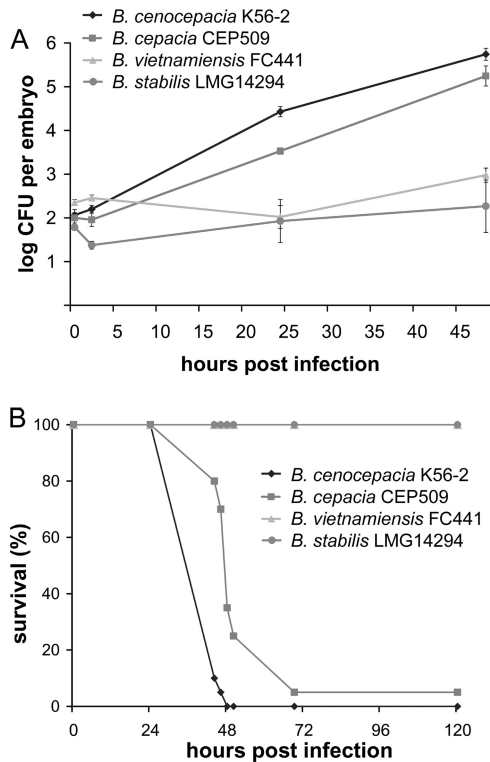 A
B. cenocepacia K56-2
B. cepacia CEP509
B. vietnamiensis FC441
B. stabilis LMG14294
log CFU per embryo
6
5
4
3
2
1
0 5 10 15 20 25 30 35 40 45
hours post infection
B
B. cenocepacia K56-2
B. cepacia CEP509
B. vietnamiensis FC441
B. stabilis LMG14294
survival (%)
100
80
60
40
20
0
0 24 48 72 96 120
hours post infection